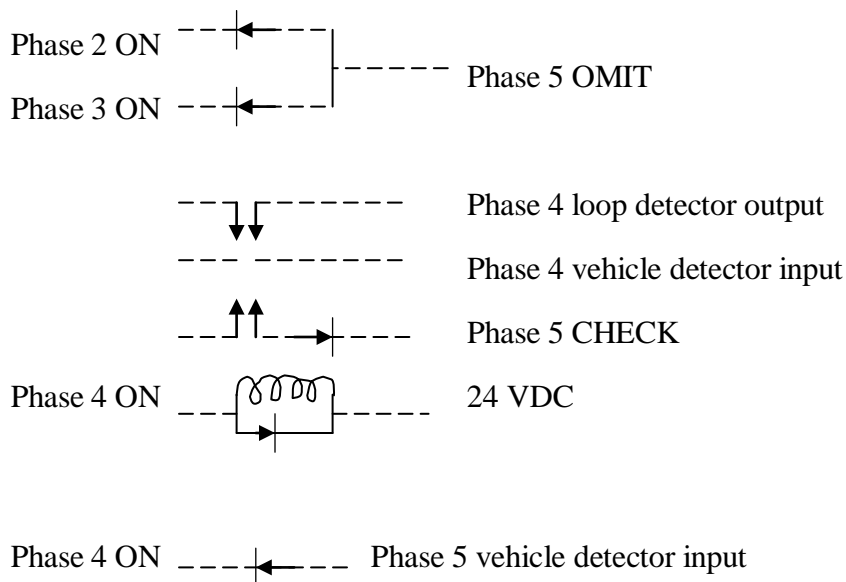 Phase 2 ON
Phase 5 OMIT
Phase 3 ON
Phase 4 loop detector output
Phase 4 vehicle detector input
Phase 5 CHECK
Phase 4 ON
24 VDC
Phase 4 ON
Phase 5 vehicle detector input